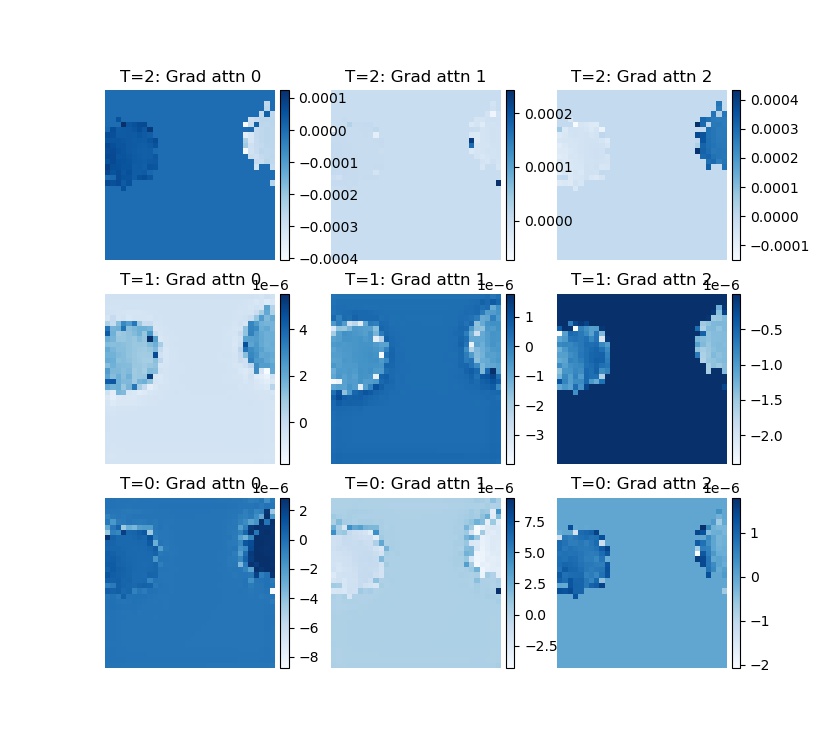 T=2: Grad attn 0
0.0001
0.0000
−0.0001
−0.0002
−0.0003
−0.0004
T=2: Grad attn 1
0.0002
0.0001
0.0000
T=2: Grad attn 2
0.0004
0.0003
0.0002
0.0001
0.0000
−0.0001
T=1: Grad attn 0
1e−6
4
2
0
T=1: Grad attn 1
1e−6
1
0
−1
−2
−3
T=1: Grad attn 2
1e−6
−0.5
−1.0
−1.5
−2.0
T=0: Grad attn 0
1e−6
2
0
−2
−4
−6
−8
T=0: Grad attn 1
1e−6
7.5
5.0
2.5
0.0
−2.5
T=0: Grad attn 2
1e−6
1
0
−1
−2